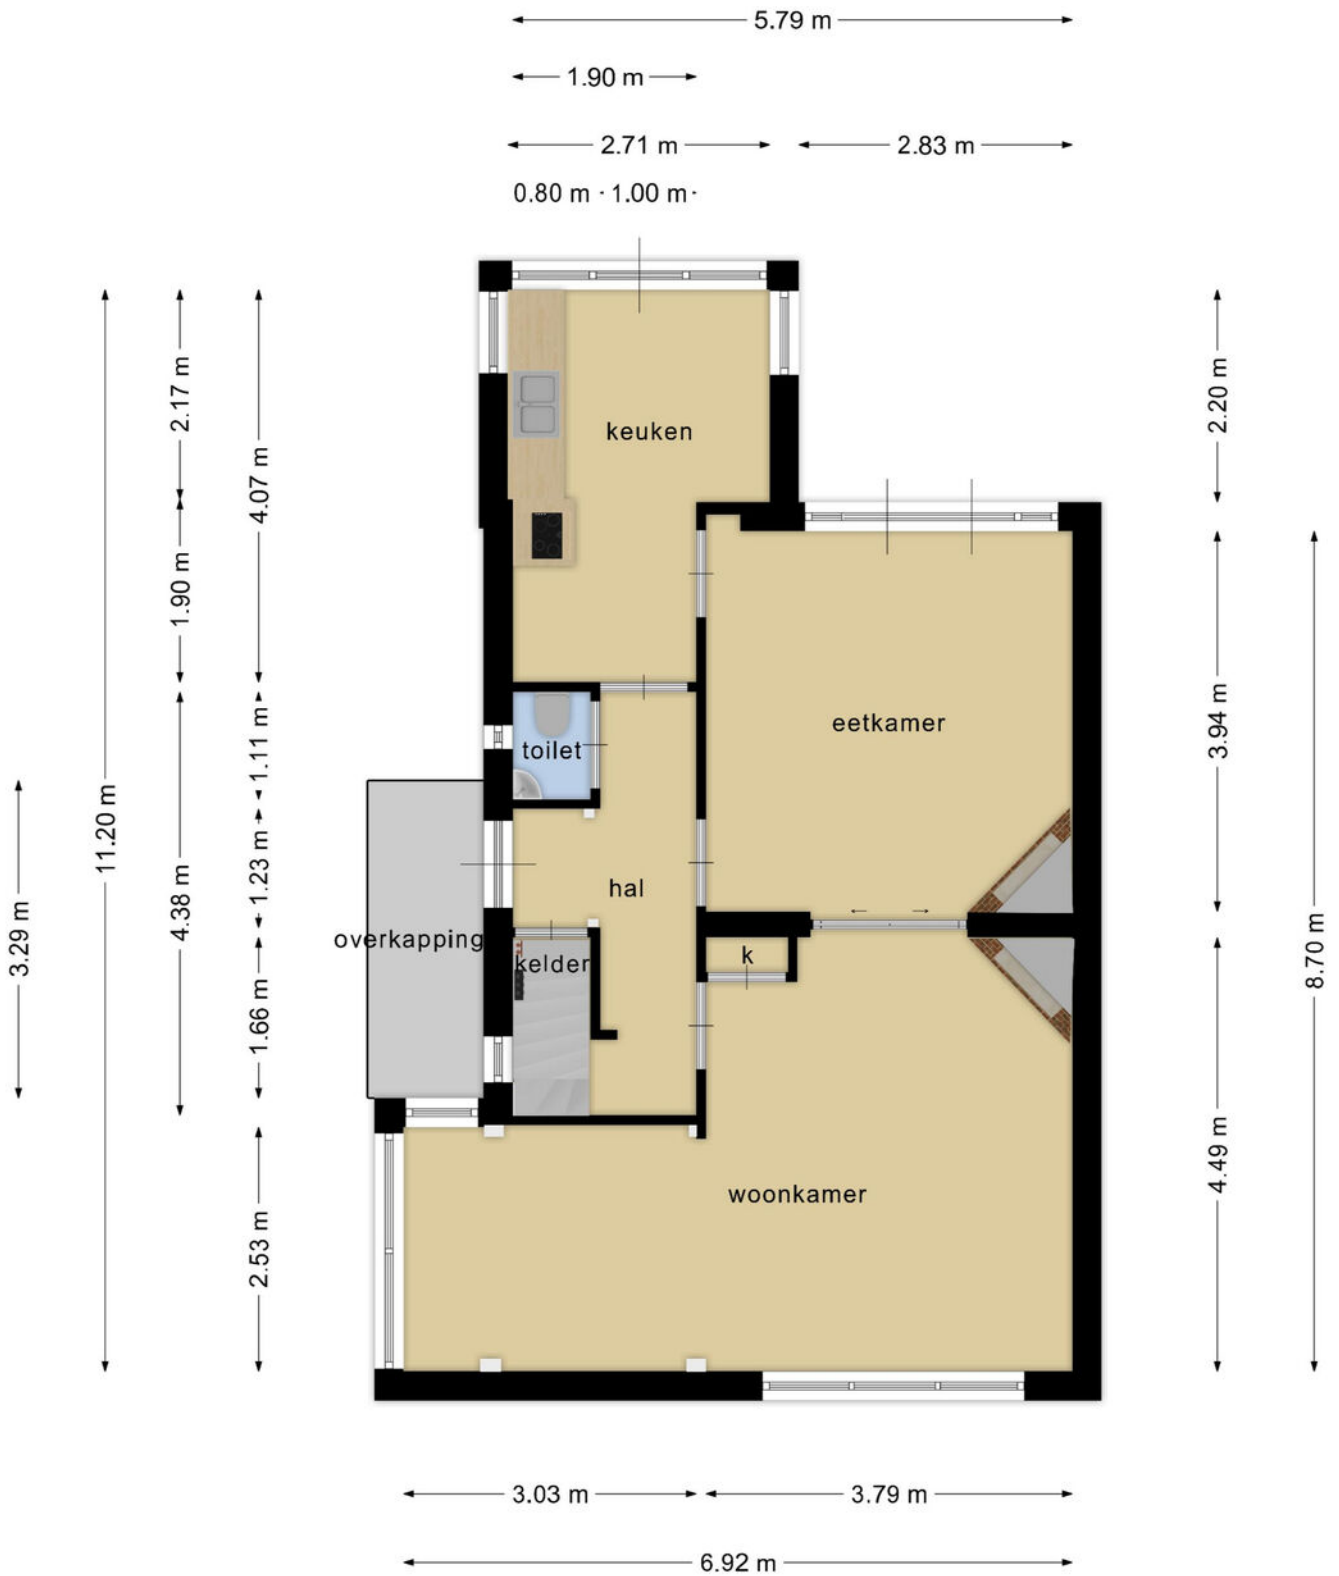 5.79 m
1.90 m
2.71 m
2.83 m
0.80 m · 1.00 m·
2.17 m
4.07 m
2.20 m
keuken
1.90 m
toilet
eetkamer
3.94 m
1.11 m
11.20 m
1.23 m
hal
4.38 m
3.29 m
overkapping
kelder
k
8.70 m
1.66 m
4.49 m
woonkamer
2.53 m
3.03 m
3.79 m
6.92 m